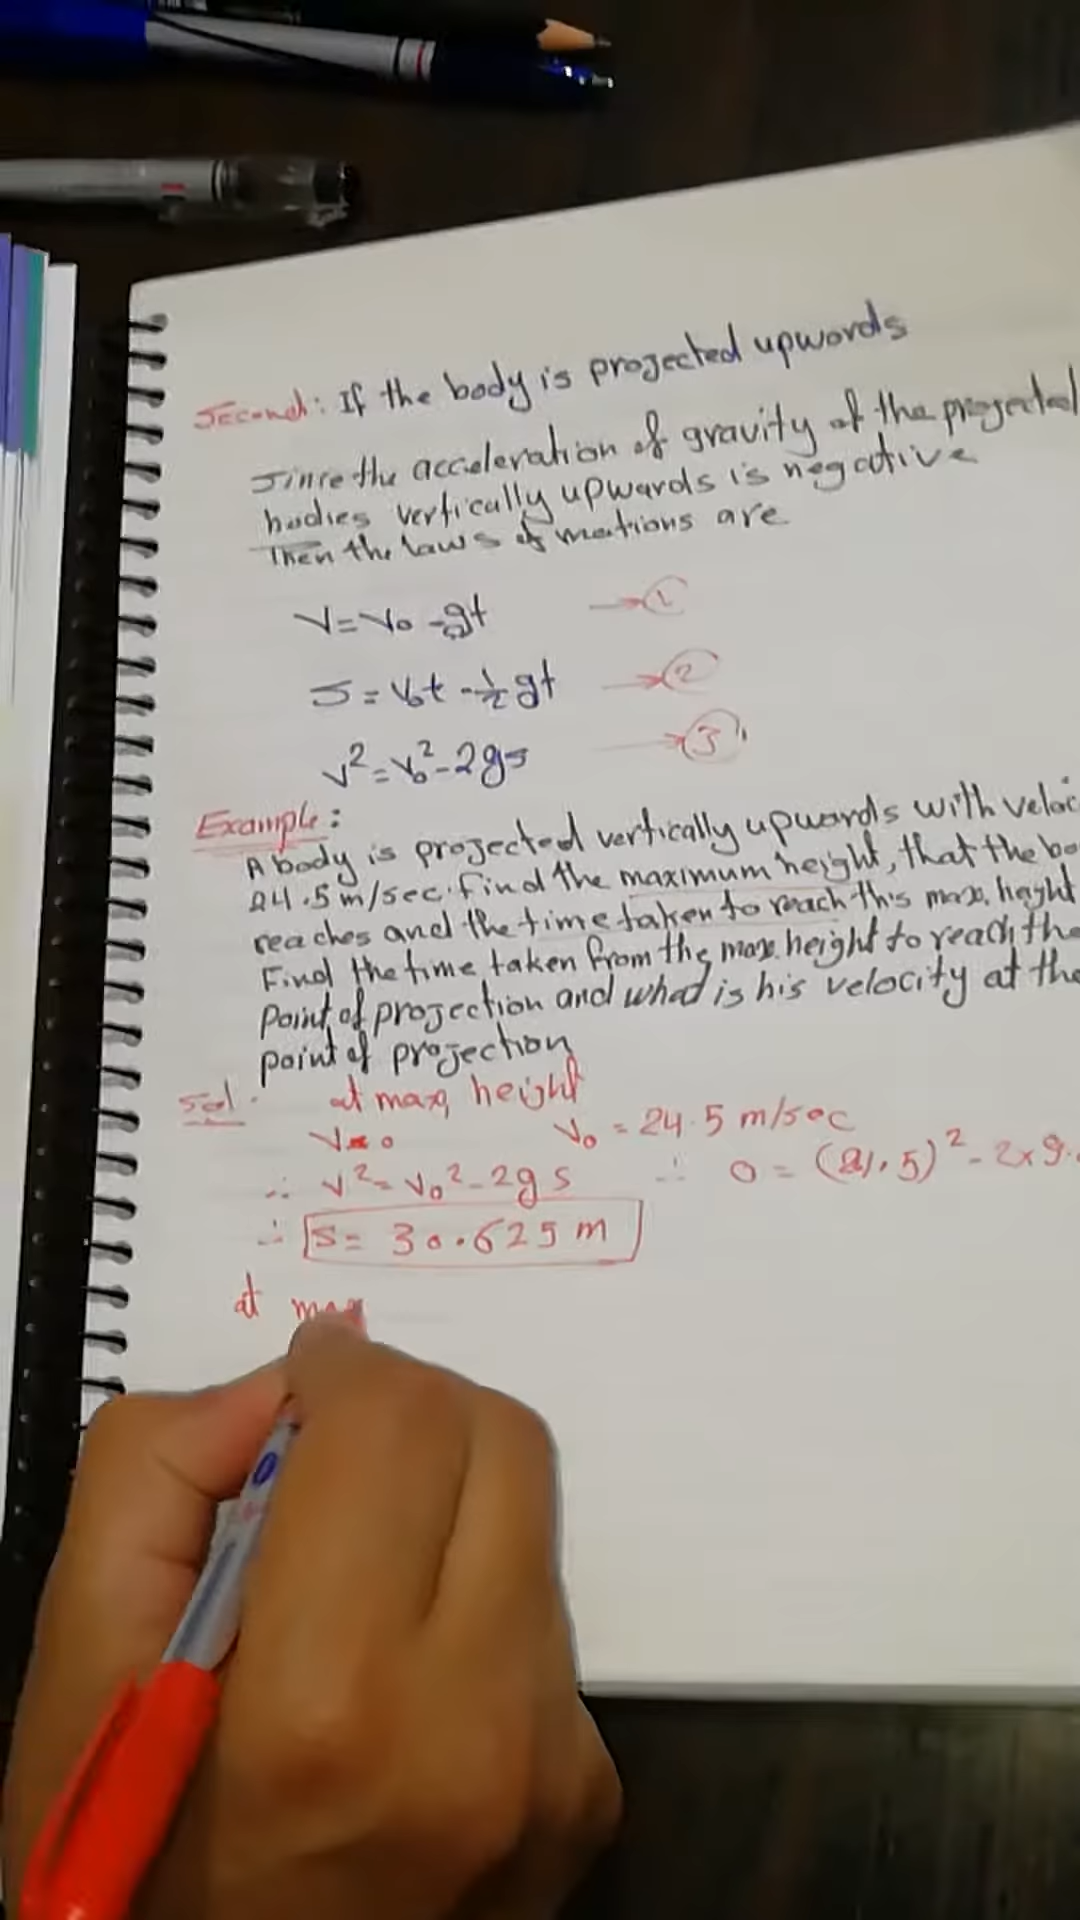 Second: If the body is projected upwords
Since the acceleration of gravity of the projected
bodies vertically upwards is negative
Then the laws of motions are
V=V₀ -gt → 1
S = V₀t - 1/2 gt → 2
V² = V₀² - 2gs → 3
Example:
A body is projected vertically upwards with veloc
24.5 m/sec. find the maximum height, that the bo
reaches and the time taken to reach this max, height
Find the time taken from the max height to reach the
point of projection and what is his velocity at the
point of projection
Sol. at max, height
V=0 V₀ = 24.5 m/sec
∴ V² = V₀² - 2gs ∴ 0 = (24.5)² - 2×9.
∴ S = 30.625 m
at max